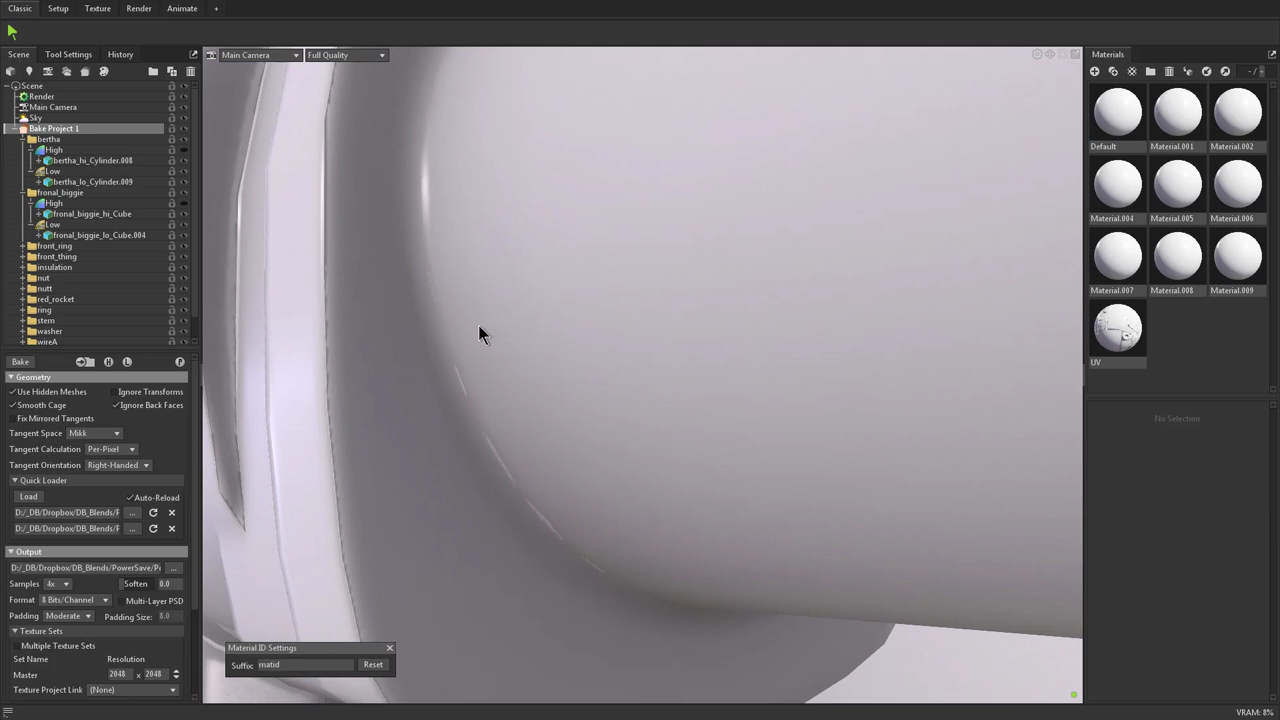 Classic Setup Texture Render Animate +
Scene Tool Settings History
Main Camera Full Quality
Materials
- / -
Scene
Render
Main Camera
Sky
Bake Project 1
bertha
High
bertha_hi_Cylinder.008
Low
bertha_lo_Cylinder.009
fronal_biggie
High
fronal_biggie_hi_Cube
Low
fronal_biggie_lo_Cube.004
front_ring
front_thing
insulation
nut
nutt
red_rocket
ring
stem
washer
wireA
Default Material.001 Material.002
Material.004 Material.005 Material.006
Material.007 Material.008 Material.009
UV
No Selection
Bake H L P
Geometry
Use Hidden Meshes Ignore Transforms
Smooth Cage Ignore Back Faces
Fix Mirrored Tangents
Tangent Space Mikk
Tangent Calculation Per-Pixel
Tangent Orientation Right-Handed
Quick Loader
Load Auto-Reload
D:/_DB/Dropbox/DB_Blends/F ...
D:/_DB/Dropbox/DB_Blends/F ...
Output
D:/_DB/Dropbox/DB_Blends/PowerSave/P ...
Samples 4x Soften 0.0
Format 8 Bits/Channel Multi-Layer PSD
Padding Moderate Padding Size: 8.0
Texture Sets
Multiple Texture Sets
Set Name Resolution
Master 2048 x 2048
Texture Project Link (None)
Material ID Settings
Suffix: matid Reset
VRAM: 8%